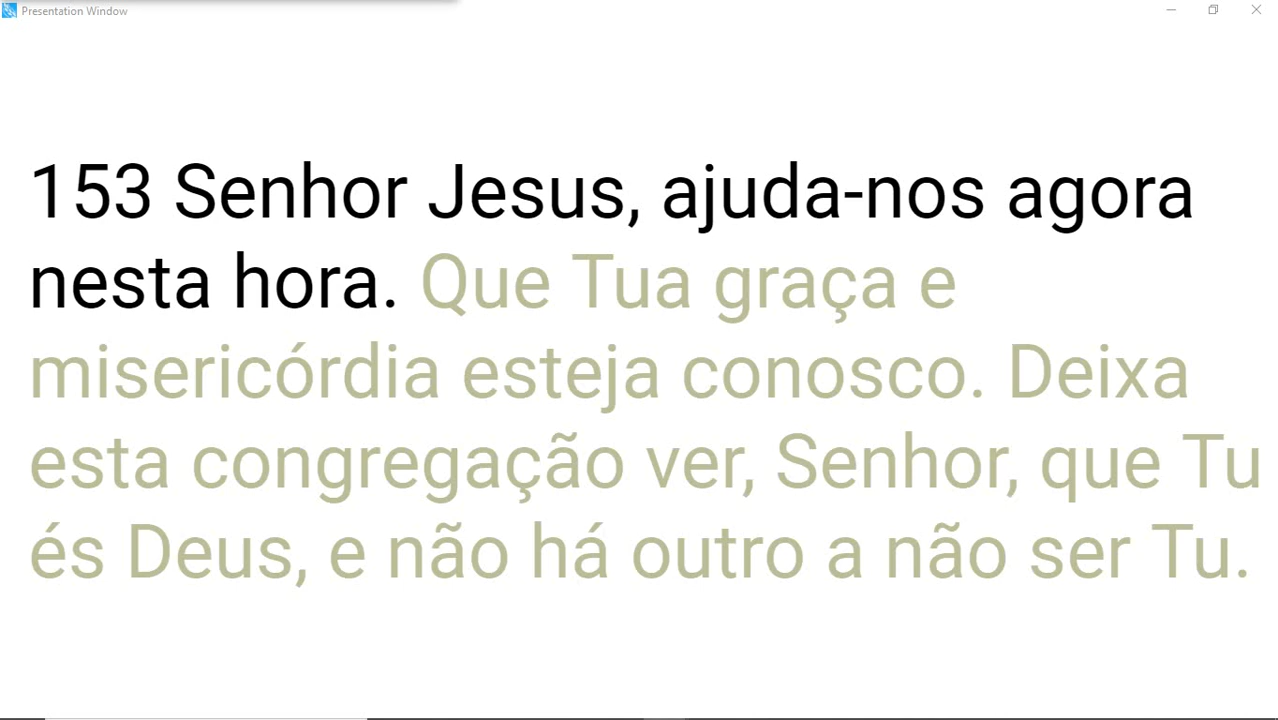 Presentation Window
153 Senhor Jesus, ajuda-nos agora
nesta hora. Que Tua graça e
misericórdia esteja conosco. Deixa
esta congregação ver, Senhor, que Tu
és Deus, e não há outro a não ser Tu.